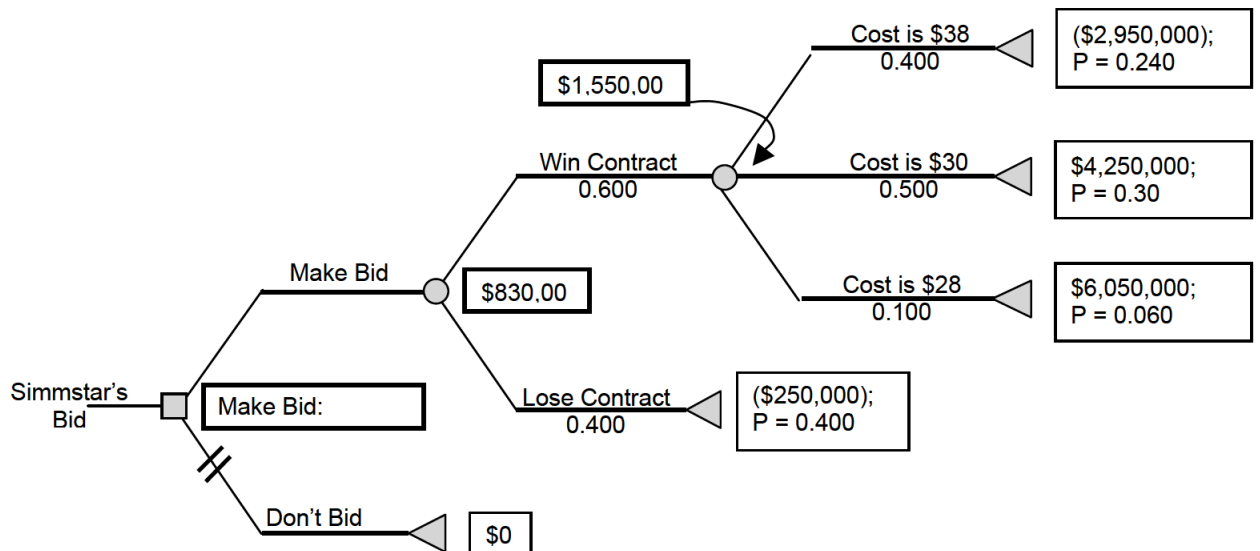 Cost is $38
0.400
($2,950,000);
P = 0.240
$1,550,00
Win Contract
0.600
Cost is $30
0.500
$4,250,000;
P = 0.30
Make Bid
$830,00
Cost is $28
0.100
$6,050,000;
P = 0.060
Simmstar's
Bid
Make Bid:
Lose Contract
0.400
($250,000);
P = 0.400
Don't Bid
$0